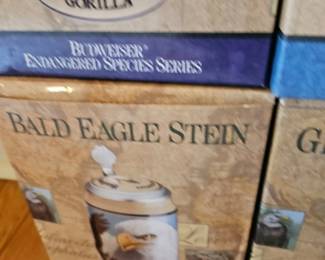 GORILLA
BUDWEISER®
ENDANGERED SPECIES SERIES
BALD EAGLE STEIN
G